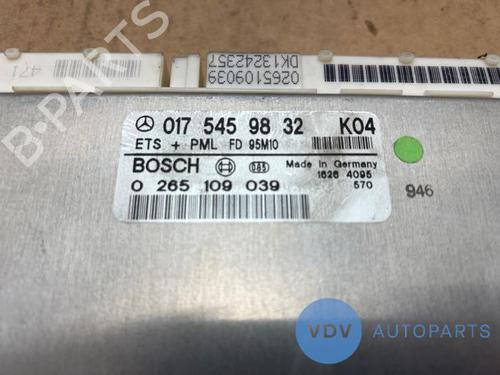 471
0265109039
DK13242357
017 545 98 32 K04
ETS + PML FD 95M10
BOSCH
Made in Germany
1626 4095
0 265 109 039
570
946
B-PARTS
VDV AUTOPARTS